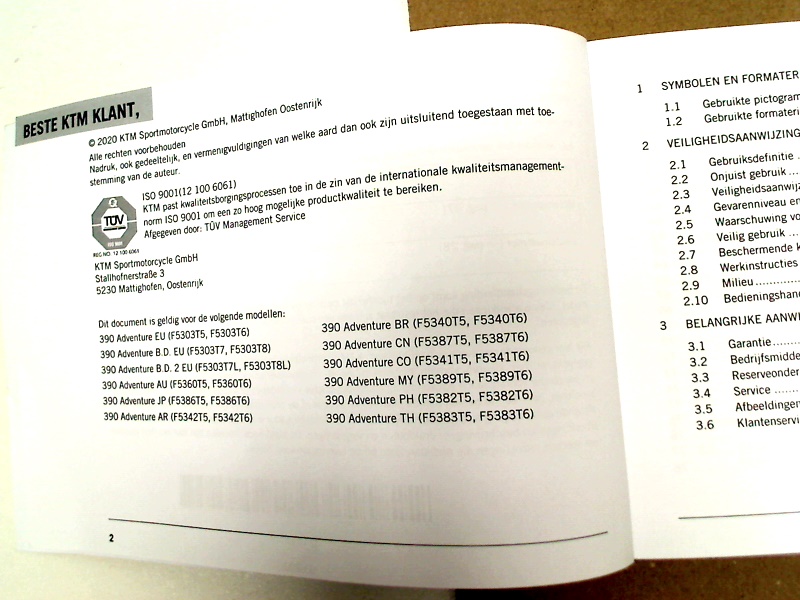 BESTE KTM KLANT,
© 2020 KTM Sportmotorcycle GmbH, Mattighofen Oostenrijk
Alle rechten voorbehouden
Nadruk, ook gedeeltelijk, en vermenigvuldigingen van welke aard dan ook zijn uitsluitend toegestaan met toe-
stemming van de auteur.
ISO 9001(12 100 6061)
KTM past kwaliteitsborgingsprocessen toe in de zin van de internationale kwaliteitsmanagement-
norm ISO 9001 om een zo hoog mogelijke productkwaliteit te bereiken.
Afgegeven door: TÜV Management Service
TÜV
REG NO. 12 100 6061
KTM Sportmotorcycle GmbH
Stallhofnerstraße 3
5230 Mattighofen, Oostenrijk
Dit document is geldig voor de volgende modellen:
390 Adventure EU (F5303T5, F5303T6)
390 Adventure B.D. EU (F5303T7, F5303T8)
390 Adventure B.D. 2 EU (F5303T7L, F5303T8L)
390 Adventure AU (F5360T5, F5360T6)
390 Adventure JP (F5386T5, F5386T6)
390 Adventure AR (F5342T5, F5342T6)
390 Adventure BR (F5340T5, F5340T6)
390 Adventure CN (F5387T5, F5387T6)
390 Adventure CO (F5341T5, F5341T6)
390 Adventure MY (F5389T5, F5389T6)
390 Adventure PH (F5382T5, F5382T6)
390 Adventure TH (F5383T5, F5383T6)
2
1 SYMBOLEN EN FORMATER
1.1 Gebruikte pictogram
1.2 Gebruikte formateri
2 VEILIGHEIDSAANWIJZING
2.1 Gebruiksdefinitie ..
2.2 Onjuist gebruik ....
2.3 Veiligheidsaanwijz
2.4 Gevarenniveau en
2.5 Waarschuwing vo
2.6 Veilig gebruik ....
2.7 Beschermende k
2.8 Werkinstructies
2.9 Milieu............
2.10 Bedieningshand
3 BELANGRIJKE AANWI
3.1 Garantie........
3.2 Bedrijfsmidde
3.3 Reserveonder
3.4 Service ........
3.5 Afbeeldingen
3.6 Klantenservi